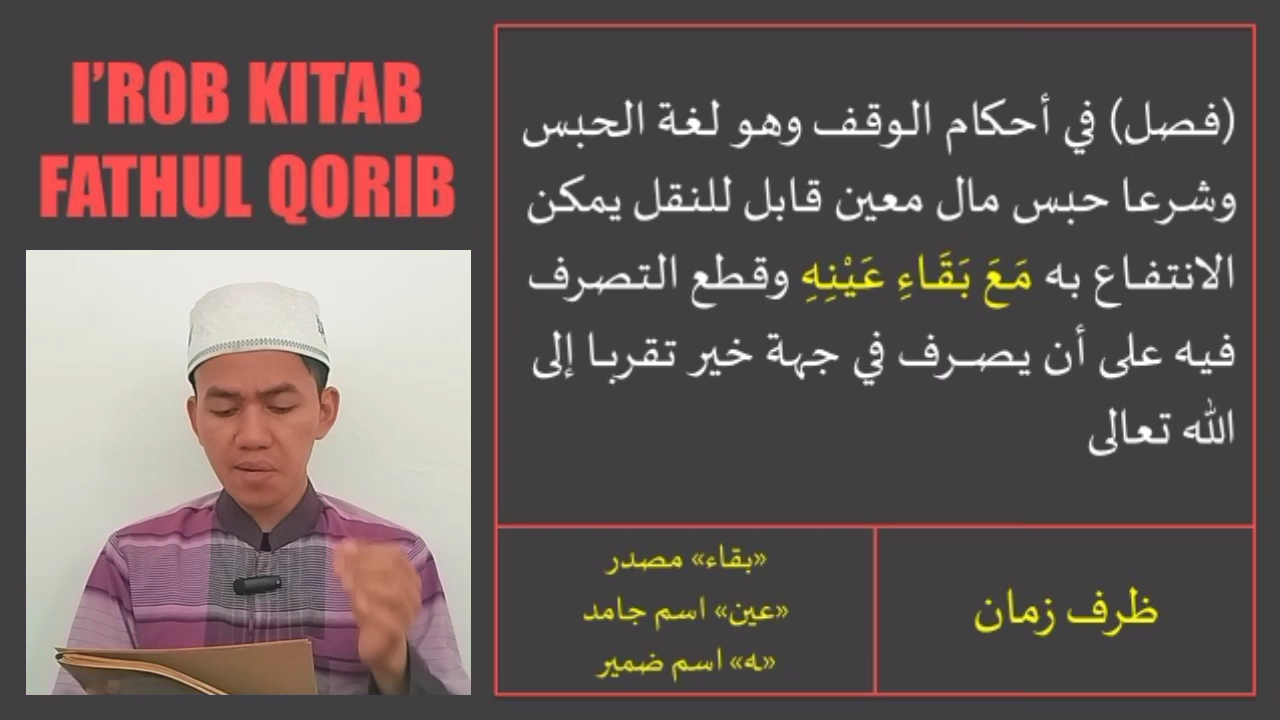 I'ROB KITAB
FATHUL QORIB
(فصل) في أحكام الوقف وهو لغة الحبس
وشرعا حبس مال معين قابل للنقل يمكن
الانتفاع به مَعَ بَقَاءِ عَيْنِهِ وقطع التصرف
فيه على أن يصرف في جهة خير تقربا إلى
الله تعالى
ظرف زمان
«بقاء» مصدر
«عين» اسم جامد
«ـه» اسم ضمير